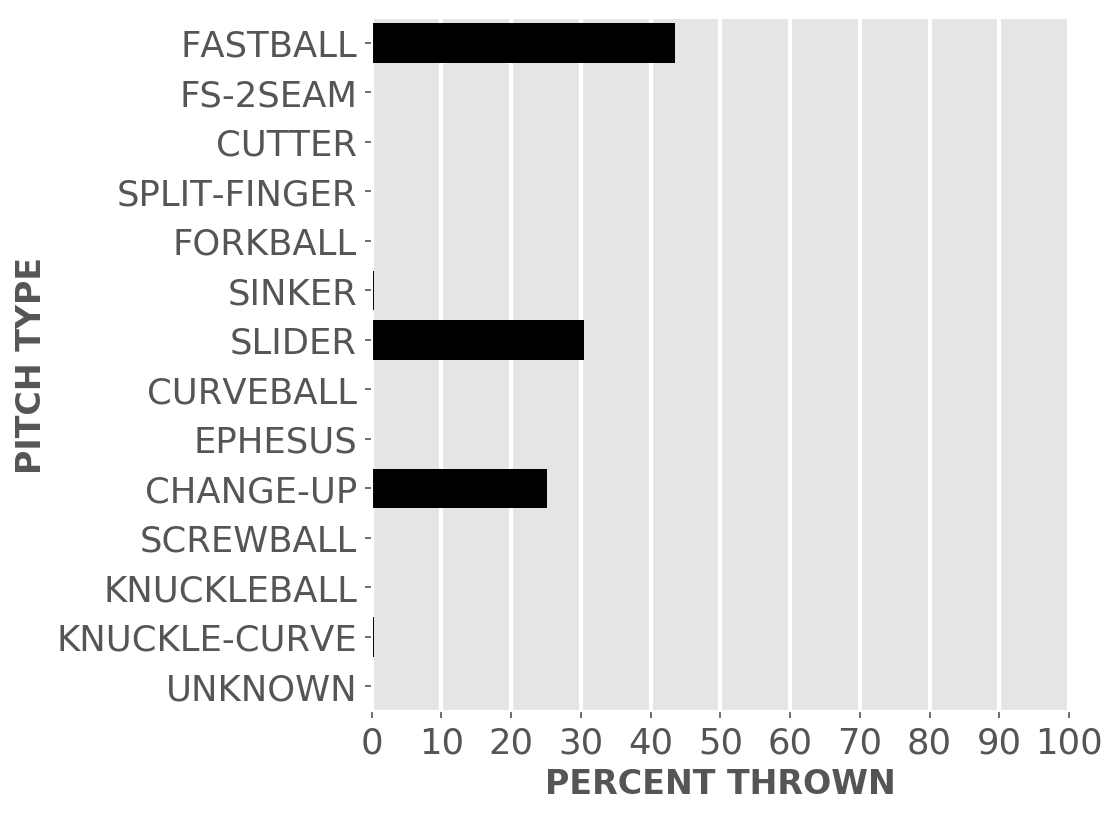 FASTBALL
FS-2SEAM
CUTTER
SPLIT-FINGER
FORKBALL
SINKER
SLIDER
CURVEBALL
EPHESUS
CHANGE-UP
SCREWBALL
KNUCKLEBALL
KNUCKLE-CURVE
UNKNOWN
PITCH TYPE
0 10 20 30 40 50 60 70 80 90 100
PERCENT THROWN